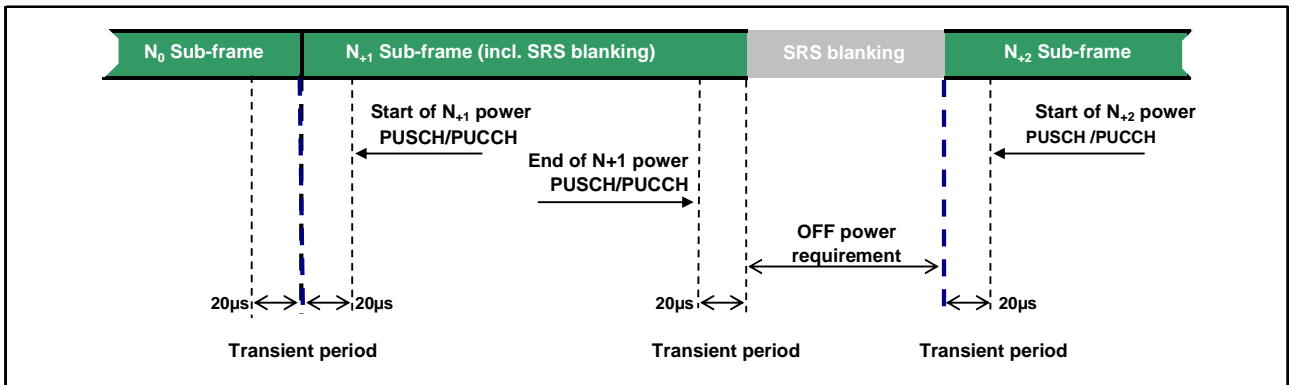 N₀ Sub-frame
N₊₁ Sub-frame (incl. SRS blanking)
SRS blanking
N₊₂ Sub-frame
Start of N₊₁ power
PUSCH/PUCCH
Start of N₊₂ power
PUSCH /PUCCH
End of N+1 power
PUSCH/PUCCH
OFF power
requirement
20µs
20µs
20µs
20µs
Transient period
Transient period
Transient period